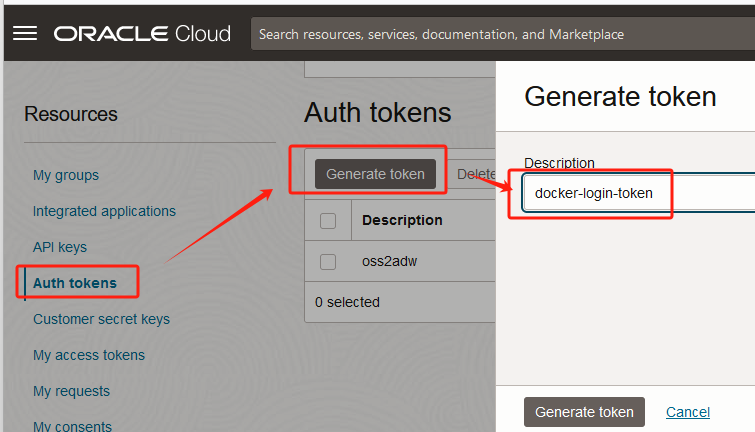 ORACLE Cloud
Search resources, services, documentation, and Marketplace
Resources
My groups
Integrated applications
API keys
Auth tokens
Customer secret keys
My access tokens
My requests
My consents
Auth tokens
Generate token
Delete
Description
oss2adw
0 selected
Generate token
Description
docker-login-token
Generate token
Cancel